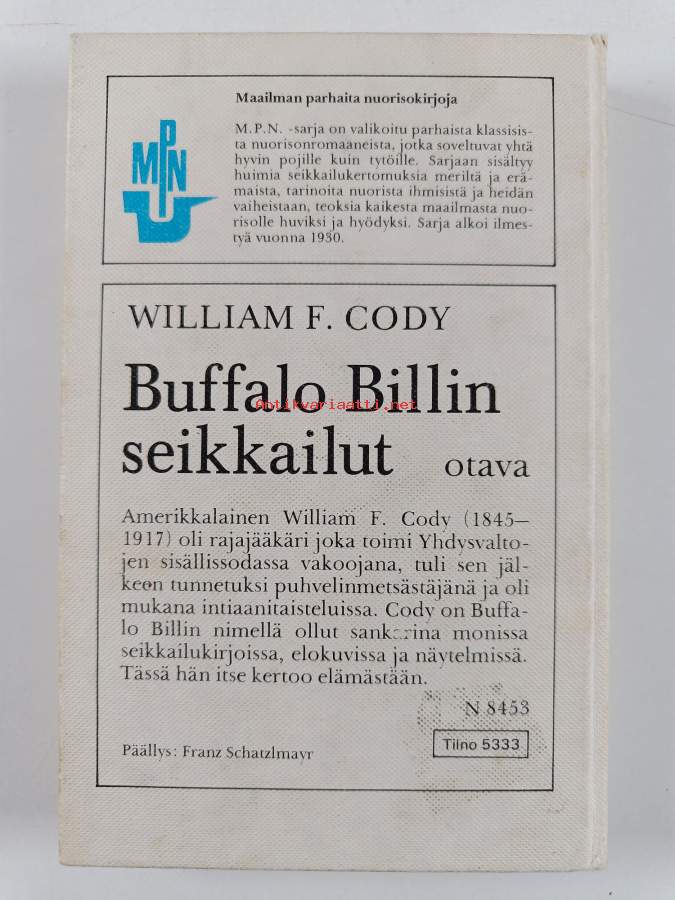 Maailman parhaita nuorisokirjoja
MPN
M.P.N. -sarja on valikoitu parhaista klassisis-
ta nuorisonromaaneista, jotka soveltuvat yhtä
hyvin pojille kuin tytöille. Sarjaan sisältyy
huimia seikkailukertomuksia meriltä ja erä-
maista, tarinoita nuorista ihmisistä ja heidän
vaiheistaan, teoksia kaikesta maailmasta nuo-
risolle huviksi ja hyödyksi. Sarja alkoi ilmes-
tyä vuonna 1930.
WILLIAM F. CODY
Buffalo Billin
Antikvariaatti.net
seikkailut otava
Amerikkalainen William F. Cody (1845–
1917) oli rajajääkäri joka toimi Yhdysvalto-
jen sisällissodassa vakoojana, tuli sen jäl-
keen tunnetuksi puhvelinmetsästäjänä ja oli
mukana intiaanitaisteluissa. Cody on Buffa-
lo Billin nimellä ollut sankarina monissa
seikkailukirjoissa, elokuvissa ja näytelmissä.
Tässä hän itse kertoo elämästään.
N 8453
Päällys: Franz Schatzlmayr
Tilno 5333